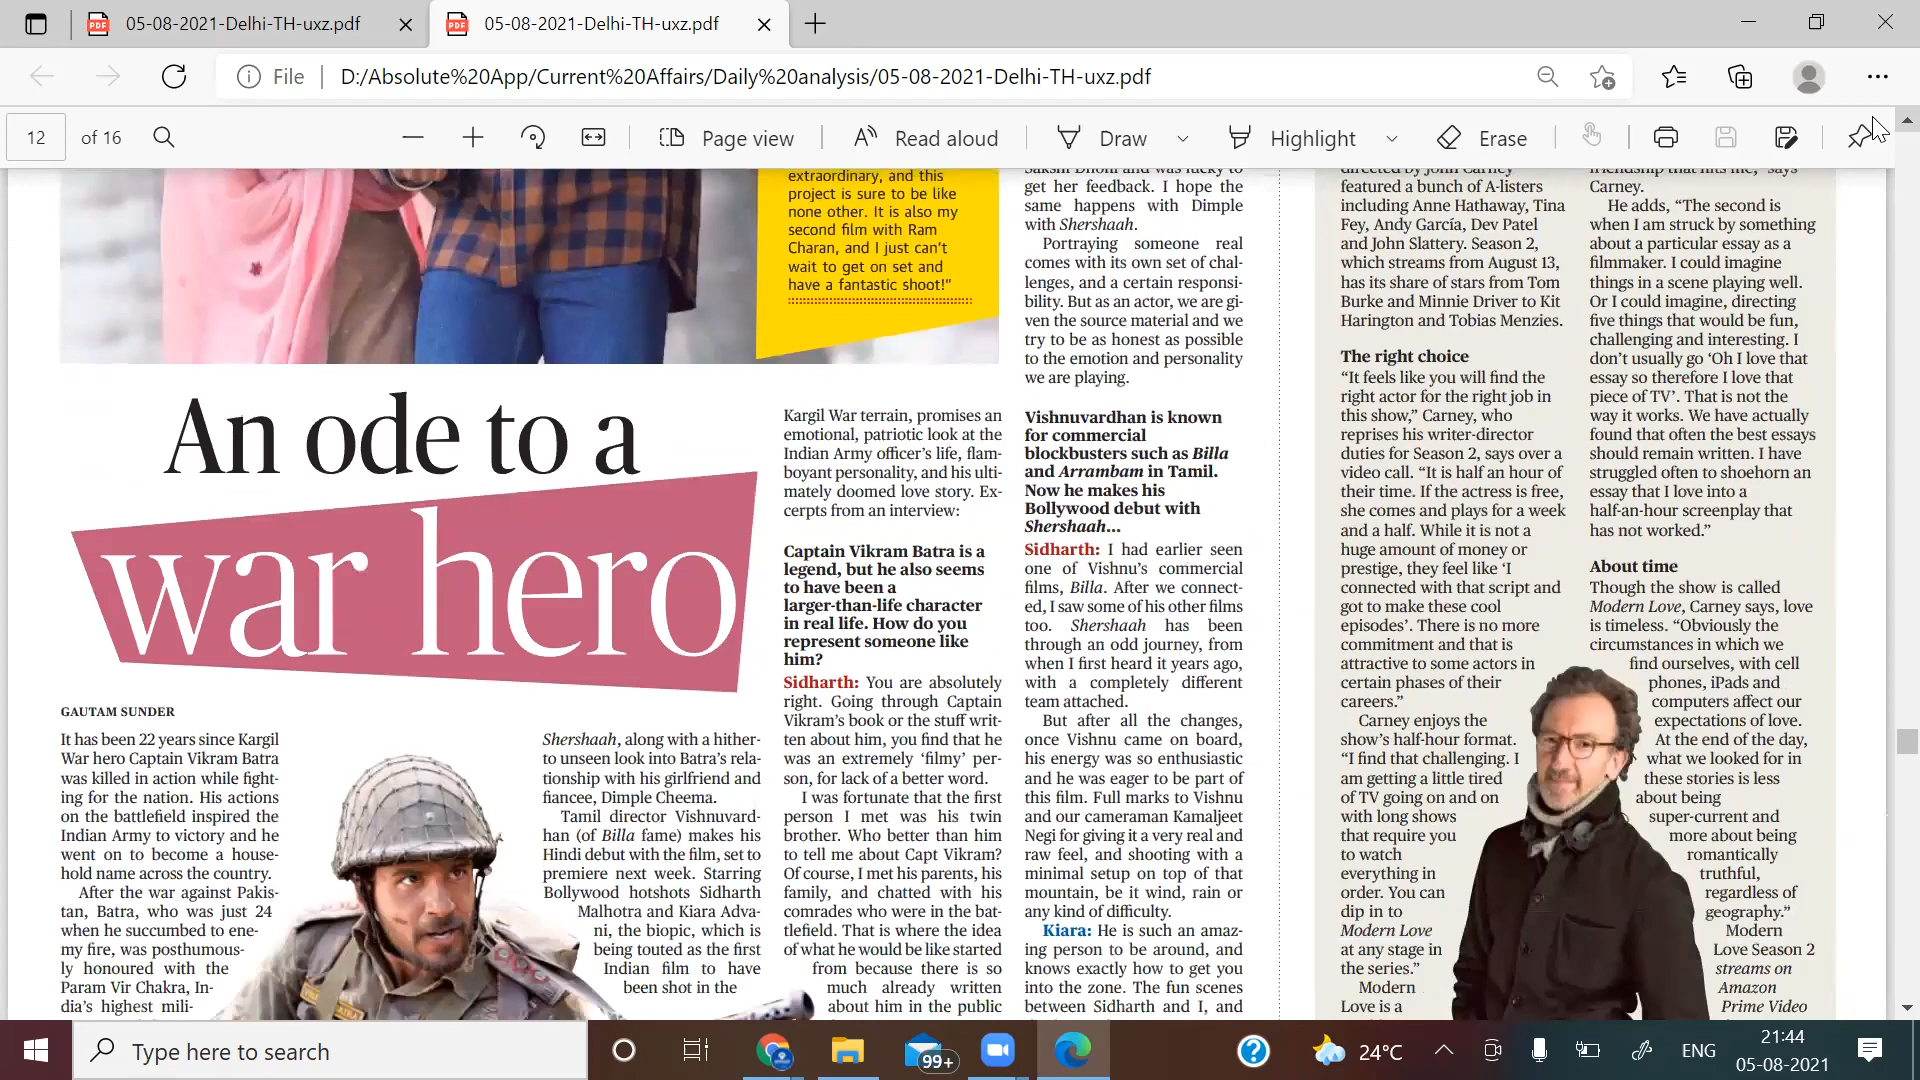 05-08-2021-Delhi-TH-uxz.pdf
05-08-2021-Delhi-TH-uxz.pdf
File
D:/Absolute%20App/Current%20Affairs/Daily%20analysis/05-08-2021-Delhi-TH-uxz.pdf
12
of 16
Page view
Read aloud
Draw
Highlight
Erase
extraordinary, and this
project is sure to be like
none other. It is also my
second film with Ram
Charan, and I just can't
wait to get on set and
have a fantastic shoot!"
An ode to a
war hero
GAUTAM SUNDER
It has been 22 years since Kargil
War hero Captain Vikram Batra
was killed in action while fight-
ing for the nation. His actions
on the battlefield inspired the
Indian Army to victory and he
went on to become a house-
hold name across the country.
After the war against Pakis-
tan, Batra, who was just 24
when he succumbed to ene-
my fire, was posthumous-
ly honoured with the
Param Vir Chakra, In-
dia's highest mili-
Shershaah, along with a hither-
to unseen look into Batra's rela-
tionship with his girlfriend and
fiancee, Dimple Cheema.
Tamil director Vishnuvard-
han (of Billa fame) makes his
Hindi debut with the film, set to
premiere next week. Starring
Bollywood hotshots Sidharth
Malhotra and Kiara Adva-
ni, the biopic, which is
being touted as the first
Indian film to have
been shot in the
Kargil War terrain, promises an
emotional, patriotic look at the
Indian Army officer's life, flam-
boyant personality, and his ulti-
mately doomed love story. Ex-
cerpts from an interview:
Captain Vikram Batra is a
legend, but he also seems
to have been a
larger-than-life character
in real life. How do you
represent someone like
him?
Sidharth: You are absolutely
right. Going through Captain
Vikram's book or the stuff writ-
ten about him, you find that he
was an extremely 'filmy' per-
son, for lack of a better word.
I was fortunate that the first
person I met was his twin
brother. Who better than him
to tell me about Capt Vikram?
Of course, I met his parents, his
family, and chatted with his
comrades who were in the bat-
tlefield. That is where the idea
of what he would be like started
from because there is so
much already written
about him in the public
Sakshi Dhoni and was lucky to
get her feedback. I hope the
same happens with Dimple
with Shershaah.
Portraying someone real
comes with its own set of chal-
lenges, and a certain responsi-
bility. But as an actor, we are gi-
ven the source material and we
try to be as honest as possible
to the emotion and personality
we are playing.
Vishnuvardhan is known
for commercial
blockbusters such as Billa
and Arrambam in Tamil.
Now he makes his
Bollywood debut with
Shershaah...
Sidharth: I had earlier seen
one of Vishnu's commercial
films, Billa. After we connect-
ed, I saw some of his other films
too. Shershaah has been
through an odd journey, from
when I first heard it years ago,
with a completely different
team attached.
But after all the changes,
once Vishnu came on board,
his energy was so enthusiastic
and he was eager to be part of
this film. Full marks to Vishnu
and our cameraman Kamaljeet
Negi for giving it a very real and
raw feel, and shooting with a
minimal setup on top of that
mountain, be it wind, rain or
any kind of difficulty.
Kiara: He is such an amaz-
ing person to be around, and
knows exactly how to get you
into the zone. The fun scenes
between Sidharth and I, and
directed by John Carney
featured a bunch of A-listers
including Anne Hathaway, Tina
Fey, Andy García, Dev Patel
and John Slattery. Season 2,
which streams from August 13,
has its share of stars from Tom
Burke and Minnie Driver to Kit
Harington and Tobias Menzies.
The right choice
"It feels like you will find the
right actor for the right job in
this show," Carney, who
reprises his writer-director
duties for Season 2, says over a
video call. "It is half an hour of
their time. If the actress is free,
she comes and plays for a week
and a half. While it is not a
huge amount of money or
prestige, they feel like 'I
connected with that script and
got to make these cool
episodes'. There is no more
commitment and that is
attractive to some actors in
certain phases of their
careers."
Carney enjoys the
show's half-hour format.
"I find that challenging. I
am getting a little tired
of TV going on and on
with long shows
that require you
to watch
everything in
order. You can
dip in to
Modern Love
at any stage in
the series."
Modern
Love is a
friendship that hits me," says
Carney.
He adds, "The second is
when I am struck by something
about a particular essay as a
filmmaker. I could imagine
things in a scene playing well.
Or I could imagine, directing
five things that would be fun,
challenging and interesting. I
don't usually go 'Oh I love that
essay so therefore I love that
piece of TV'. That is not the
way it works. We have actually
found that often the best essays
should remain written. I have
struggled often to shoehorn an
essay that I love into a
half-an-hour screenplay that
has not worked."
About time
Though the show is called
Modern Love, Carney says, love
is timeless. "Obviously the
circumstances in which we
find ourselves, with cell
phones, iPads and
computers affect our
expectations of love.
At the end of the day,
what we looked for in
these stories is less
about being
super-current and
more about being
romantically
truthful,
regardless of
geography."
Modern
Love Season 2
streams on
Amazon
Prime Video
Type here to search
99+
24°C
ENG
21:44
05-08-2021